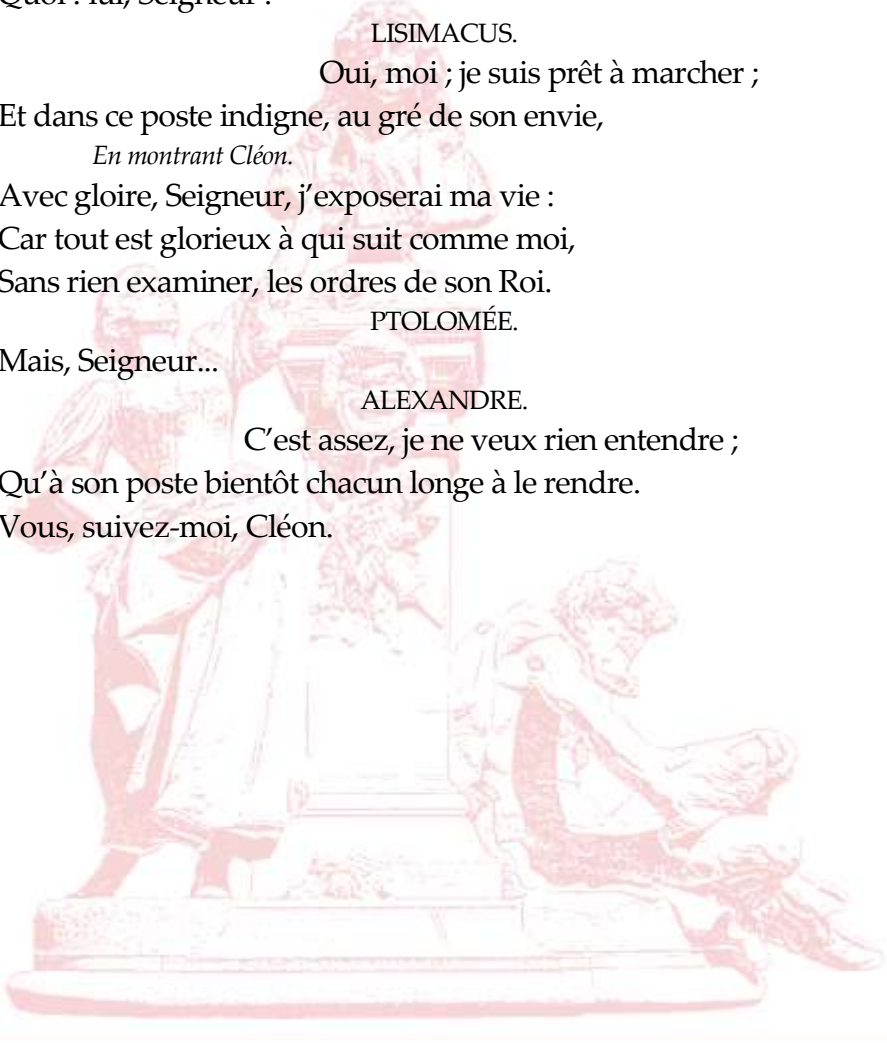 Quoi ! lui, Seigneur !
LISIMACUS.
Oui, moi ; je suis prêt à marcher ;
Et dans ce poste indigne, au gré de son envie,
En montrant Cléon.
Avec gloire, Seigneur, j’exposerai ma vie :
Car tout est glorieux à qui suit comme moi,
Sans rien examiner, les ordres de son Roi.
PTOLOMÉE.
Mais, Seigneur...
ALEXANDRE.
C’est assez, je ne veux rien entendre ;
Qu’à son poste bientôt chacun longe à le rendre.
Vous, suivez-moi, Cléon.